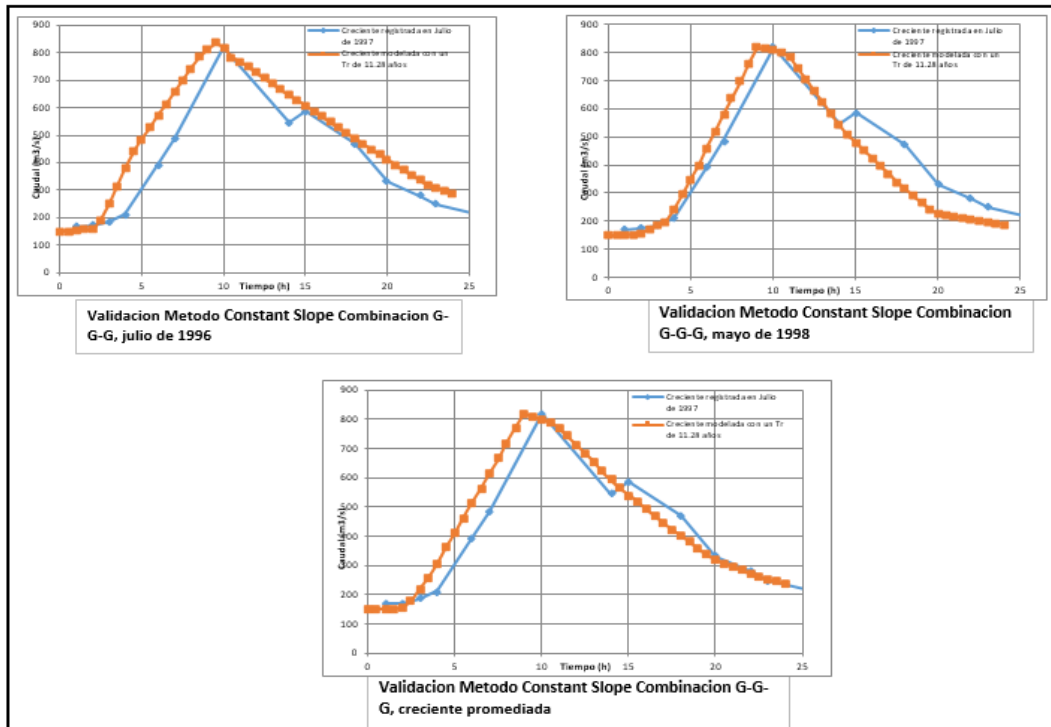 900
800
700
600
500
400
300
200
100
0
Caudal (m3/s)
0 5 10 15 20 25
Tiempo (h)
Creciente registrada en Julio
de 1997
Creciente modelada con un
Tr de 11.28 años
Validacion Metodo Constant Slope Combinacion G-
G-G, julio de 1996
900
800
700
600
500
400
300
200
100
0
Caudal (m3/s)
0 5 10 15 20 25
Tiempo (h)
Creciente registrada en Julio
de 1997
Creciente modelada con un Tr
de 11.28 años
Validacion Metodo Constant Slope Combinacion
G-G-G, mayo de 1998
900
800
700
600
500
400
300
200
100
0
Caudal (m3/s)
0 5 10 15 20 25
Tiempo (h)
Creciente registrada en Julio
de 1997
Creciente modelada con un Tr
de 11.28 años
Validacion Metodo Constant Slope Combinacion G-G-
G, creciente promediada